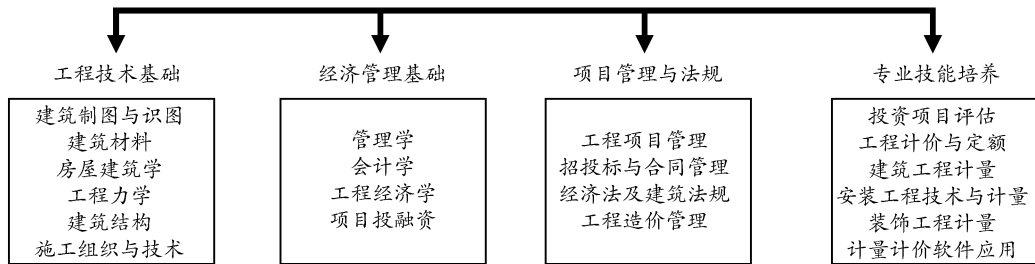 工程技术基础
建筑制图与识图
建筑材料
房屋建筑学
工程力学
建筑结构
施工组织与技术
经济管理基础
管理学
会计学
工程经济学
项目投融资
项目管理与法规
工程项目管理
招投标与合同管理
经济法及建筑法规
工程造价管理
专业技能培养
投资项目评估
工程计价与定额
建筑工程计量
安装工程技术与计量
装饰工程计量
计量计价软件应用